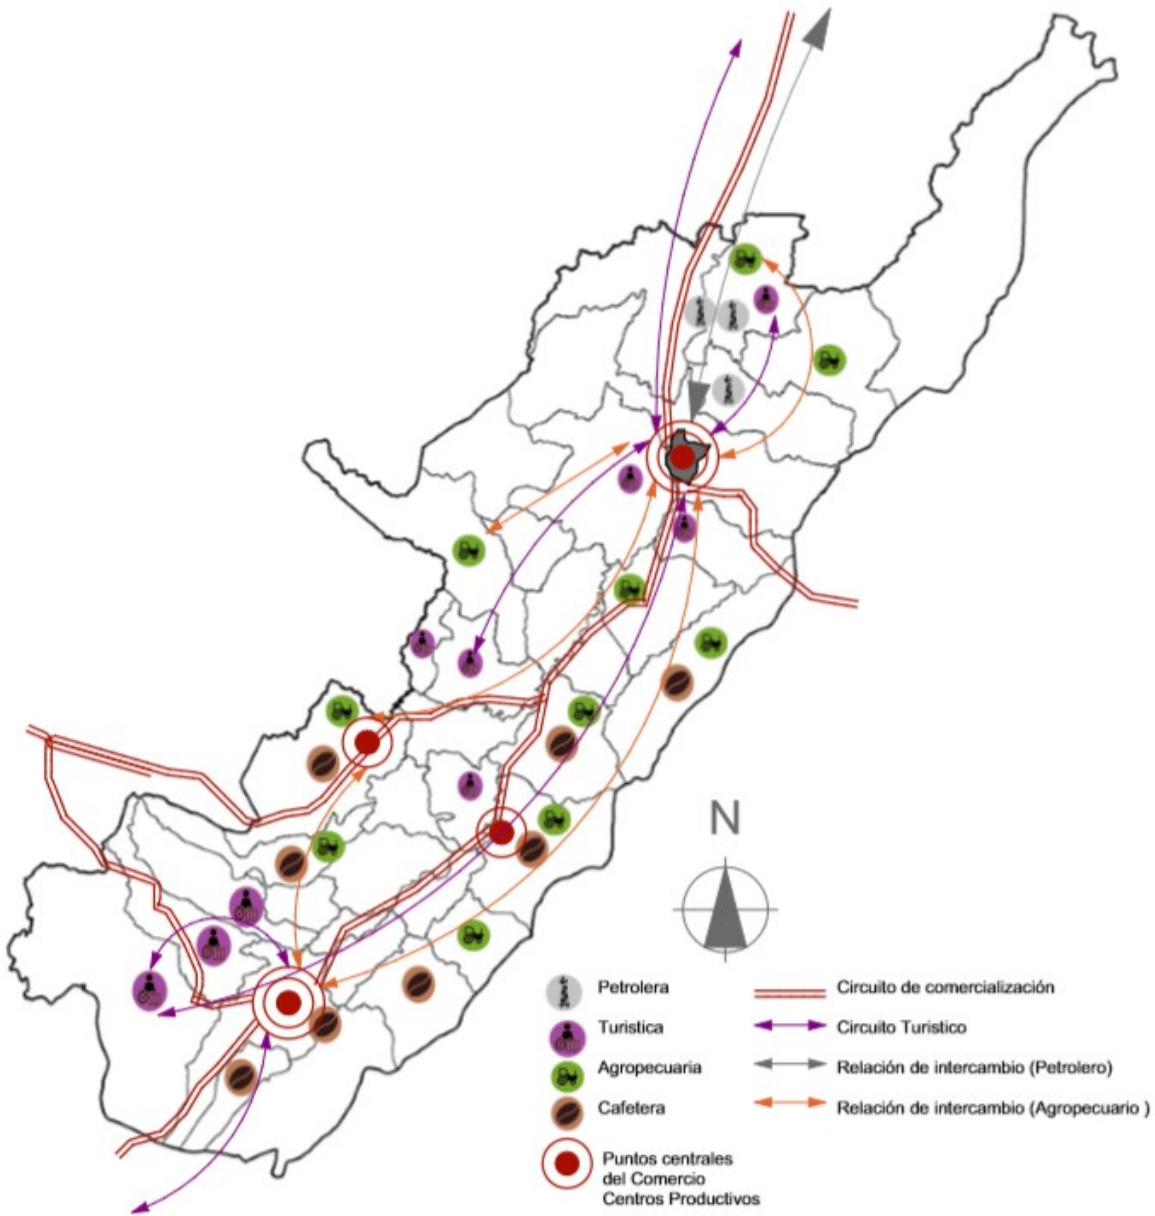 N
Petrolera
Turistica
Agropecuaria
Cafetera
Puntos centrales
del Comercio
Centros Productivos
Circuito de comercialización
Circuito Turistico
Relación de intercambio (Petrolero)
Relación de intercambio (Agropecuario )